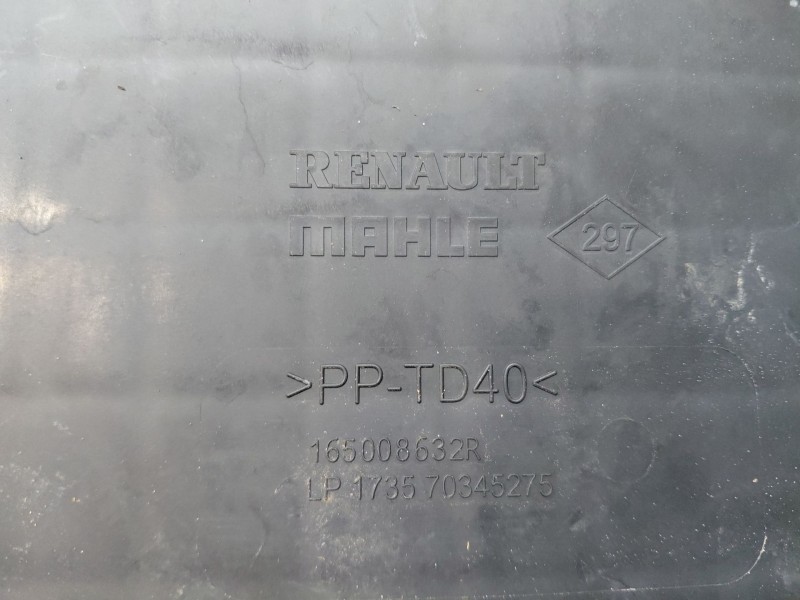 RENAULT
MAHLE
297
>PP-TD40<
165008632R
LP 1735 70345275